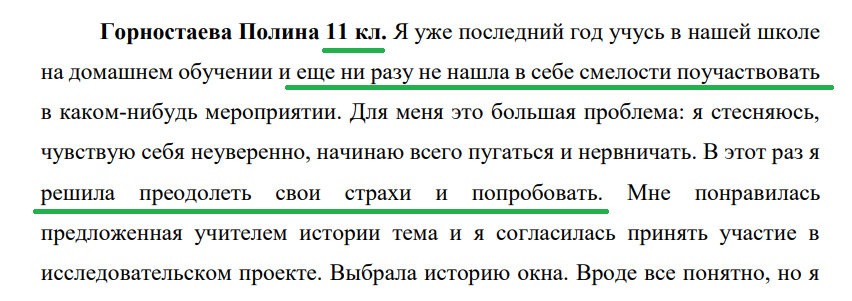 Горностаева Полина 11 кл. Я уже последний год учусь в нашей школе
на домашнем обучении и еще ни разу не нашла в себе смелости поучаствовать
в каком-нибудь мероприятии. Для меня это большая проблема: я стесняюсь,
чувствую себя неуверенно, начинаю всего пугаться и нервничать. В этот раз я
решила преодолеть свои страхи и попробовать. Мне понравилась
предложенная учителем истории тема и я согласилась принять участие в
исследовательском проекте. Выбрала историю окна. Вроде все понятно, но я